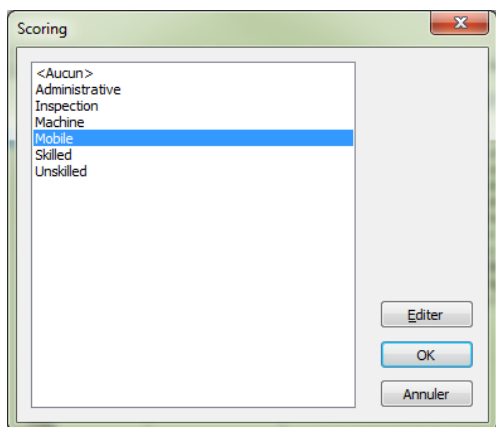 Scoring
<Aucun>
Administrative
Inspection
Machine
Mobile
Skilled
Unskilled
Editer
OK
Annuler